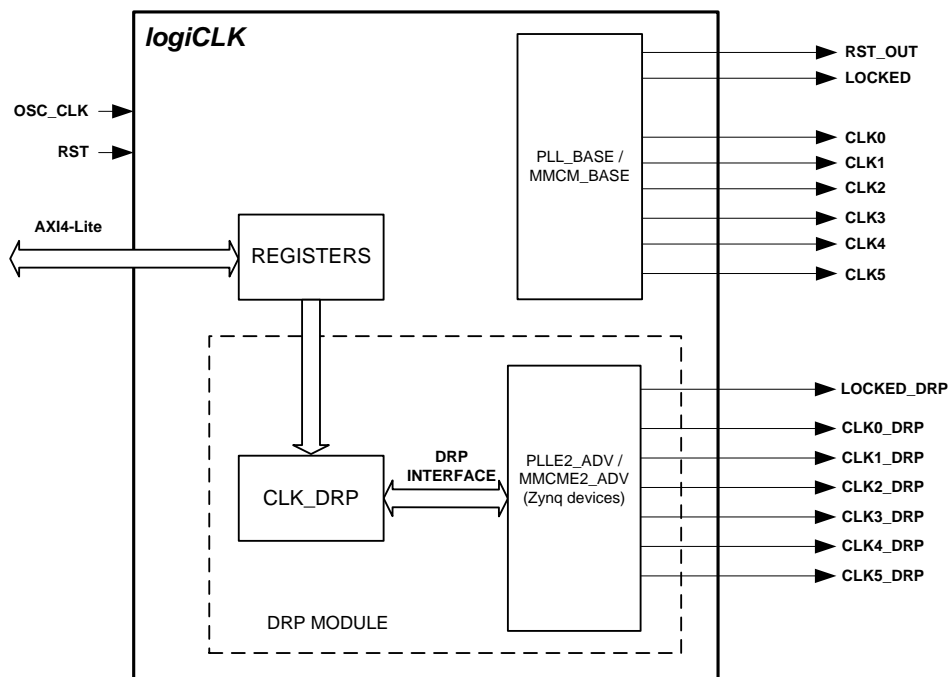 logiCLK
OSC_CLK
RST
AXI4-Lite
REGISTERS
PLL_BASE /
MMCM_BASE
RST_OUT
LOCKED
CLK0
CLK1
CLK2
CLK3
CLK4
CLK5
CLK_DRP
DRP
INTERFACE
PLLE2_ADV /
MMCME2_ADV
(Zynq devices)
DRP MODULE
LOCKED_DRP
CLK0_DRP
CLK1_DRP
CLK2_DRP
CLK3_DRP
CLK4_DRP
CLK5_DRP